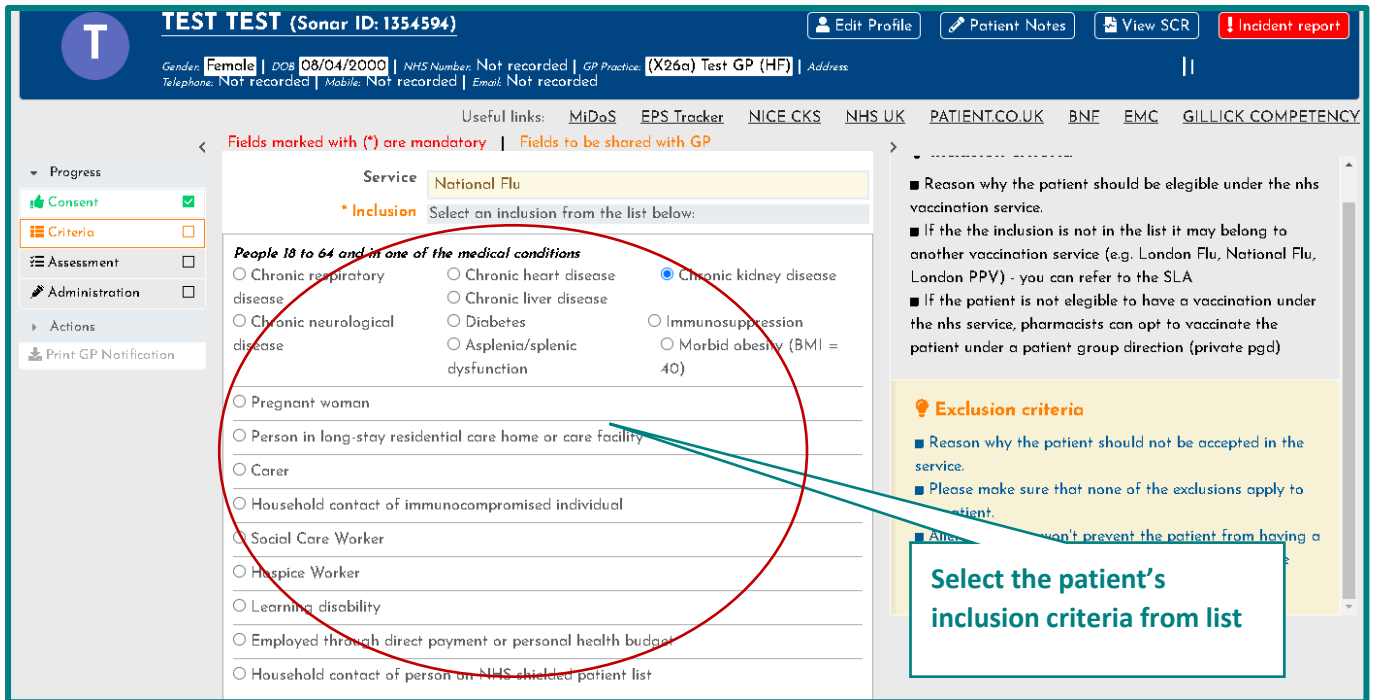 T
TEST TEST (Sonar ID: 1354594)
Edit Profile
Patient Notes
View SCR
Incident report
Gender: Female | DOB 08/04/2000 | NHS Number: Not recorded | GP Practice: (X26a) Test GP (HF) | Address:
Telephone: Not recorded | Mobile: Not recorded | Email: Not recorded
Useful links: MiDoS EPS Tracker NICE CKS NHS UK PATIENT.CO.UK BNF EMC GILLICK COMPETENCY
Fields marked with (*) are mandatory | Fields to be shared with GP
Progress
Consent
Criteria
Assessment
Administration
Actions
Print GP Notification
Service National Flu
* Inclusion Select an inclusion from the list below:
People 18 to 64 and in one of the medical conditions
Chronic respiratory disease
Chronic heart disease
Chronic kidney disease
Chronic liver disease
Chronic neurological disease
Diabetes
Immunosuppression
Asplenia/splenic dysfunction
Morbid obesity (BMI = 40)
Pregnant woman
Person in long-stay residential care home or care facility
Carer
Household contact of immunocompromised individual
Social Care Worker
Hospice Worker
Learning disability
Employed through direct payment or personal health budget
Household contact of person on NHS shielded patient list
Reason why the patient should be elegible under the nhs
vaccination service.
If the the inclusion is not in the list it may belong to
another vaccination service (e.g. London Flu, National Flu,
London PPV) - you can refer to the SLA
If the patient is not elegible to have a vaccination under
the nhs service, pharmacists can opt to vaccinate the
patient under a patient group direction (private pgd)
Exclusion criteria
Reason why the patient should not be accepted in the
service.
Please make sure that none of the exclusions apply to
patient.
won't prevent the patient from having a
Select the patient's
inclusion criteria from list